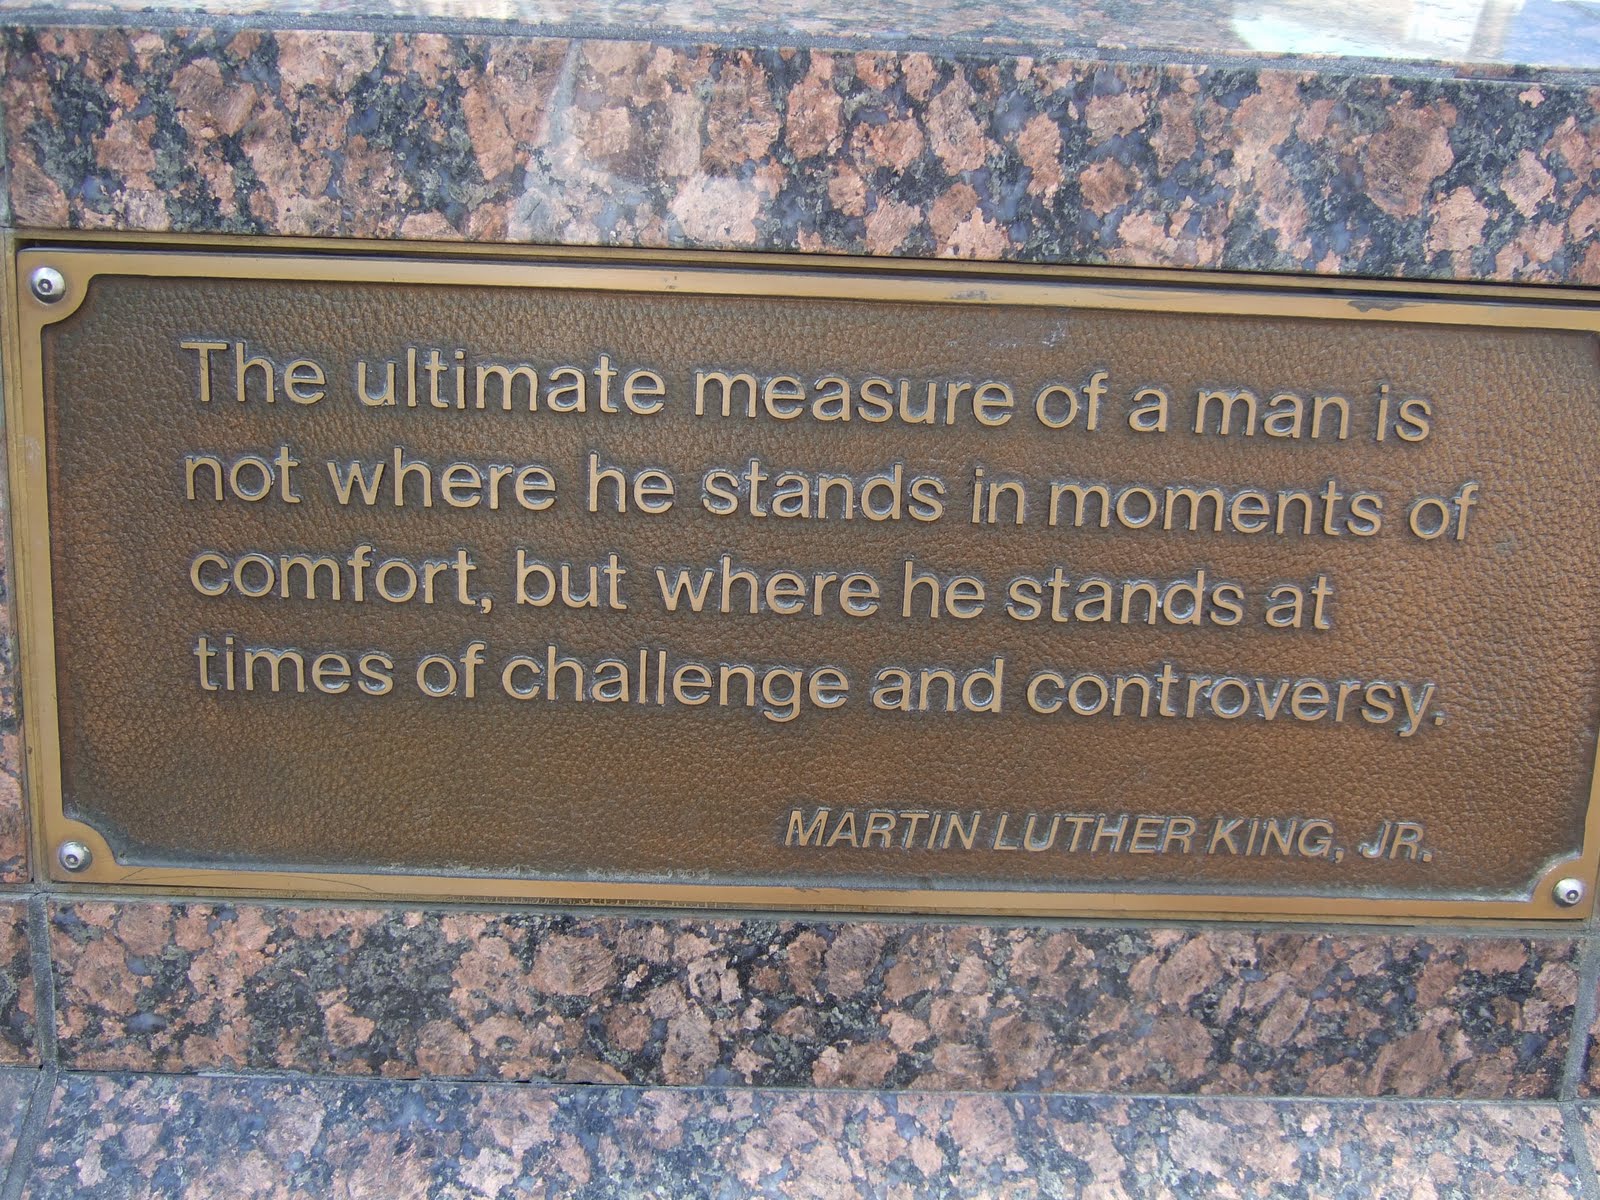 The ultimate measure of a man is
not where he stands in moments of
comfort, but where he stands at
times of challenge and controversy.
MARTIN LUTHER KING, JR.